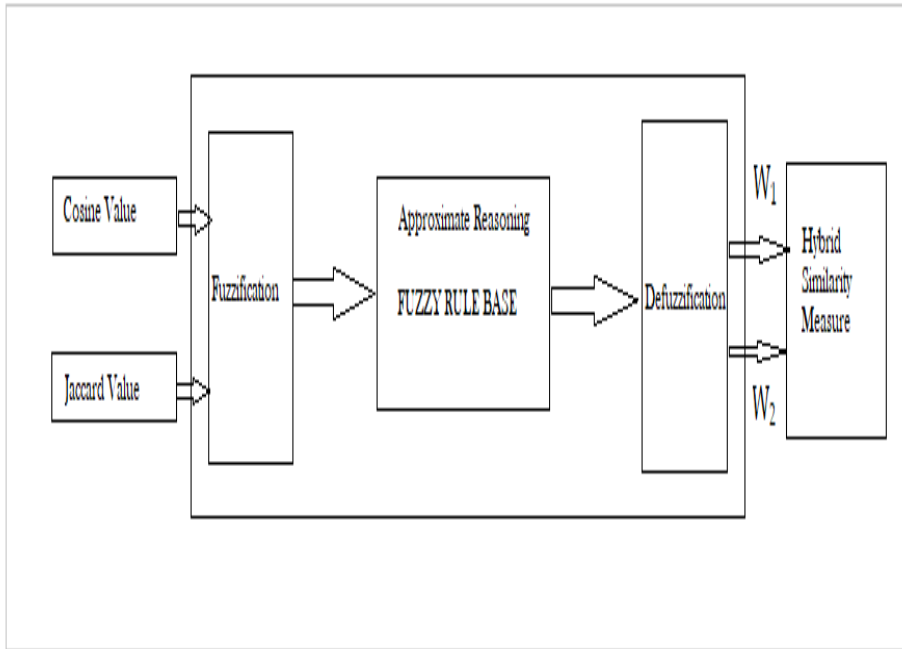 Cosine Value
Jaccard Value
Fuzzification
Approximate Reasoning
FUZZY RULE BASE
Defuzzification
W1
W2
Hybrid
Similarity
Measure